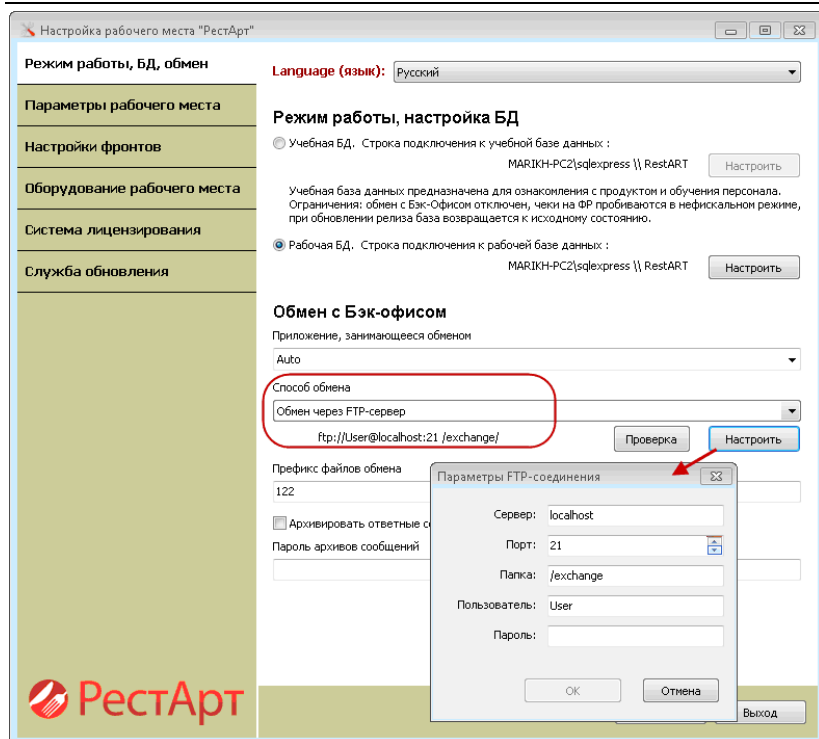 Настройка рабочего места "РестАрт"
Режим работы, БД, обмен
Параметры рабочего места
Настройки фронтов
Оборудование рабочего места
Система лицензирования
Служба обновления
Language (язык): Русский
Режим работы, настройка БД
Учебная БД. Строка подключения к учебной базе данных :
MARIKH-PC2\sqlexpress \\ RestART Настроить
Учебная база данных предназначена для ознакомления с продуктом и обучения персонала.
Ограничения: обмен с Бэк-Офисом отключен, чеки на ФР пробиваются в нефискальном режиме,
при обновлении релиза база возвращается к исходному состоянию.
Рабочая БД. Строка подключения к рабочей базе данных :
MARIKH-PC2\sqlexpress \\ RestART Настроить
Обмен с Бэк-офисом
Приложение, занимающееся обменом
Auto
Способ обмена
Обмен через FTP-сервер
ftp://User@localhost:21 /exchange/ Проверка Настроить
Префикс файлов обмена
122
Архивировать ответные с
Пароль архивов сообщений
Параметры FTP-соединения
Сервер: localhost
Порт: 21
Папка: /exchange
Пользователь: User
Пароль:
OK Отмена
Выход
РестАрт